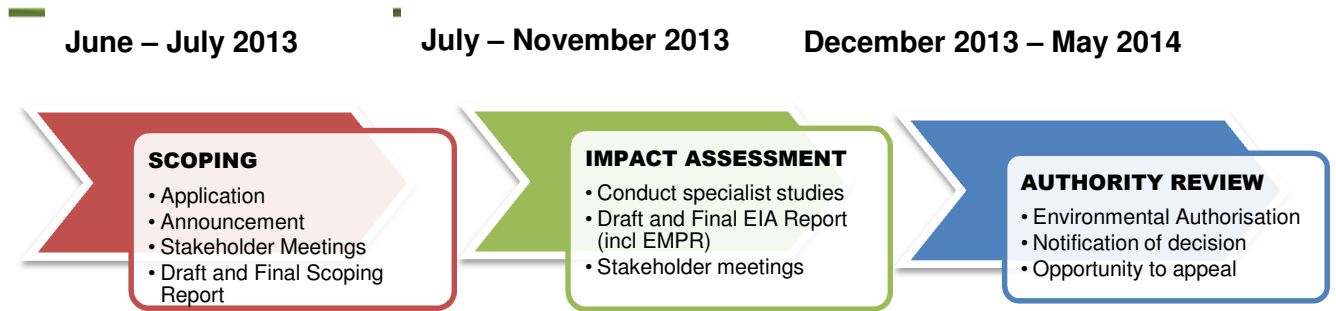 June – July 2013
July – November 2013
December 2013 – May 2014
SCOPING
• Application
• Announcement
• Stakeholder Meetings
• Draft and Final Scoping
Report
IMPACT ASSESSMENT
• Conduct specialist studies
• Draft and Final EIA Report
(incl EMPR)
• Stakeholder meetings
AUTHORITY REVIEW
• Environmental Authorisation
• Notification of decision
• Opportunity to appeal